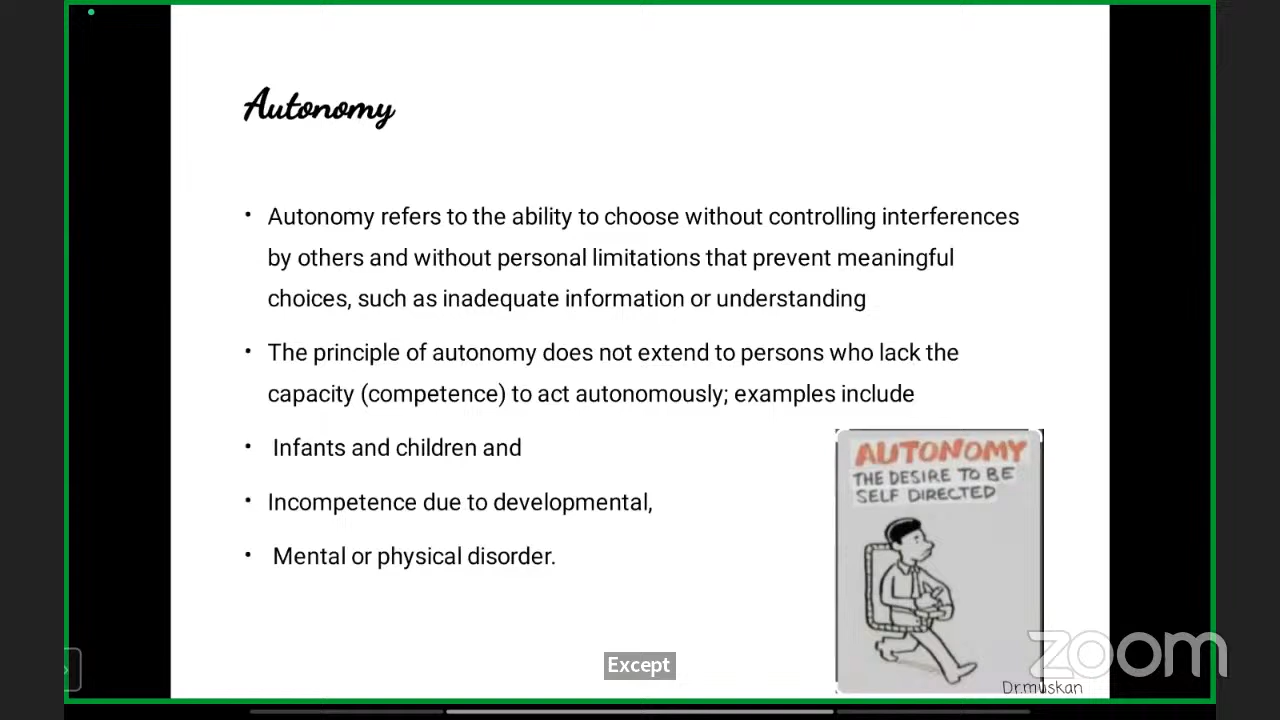 Autonomy
• Autonomy refers to the ability to choose without controlling interferences
by others and without personal limitations that prevent meaningful
choices, such as inadequate information or understanding
• The principle of autonomy does not extend to persons who lack the
capacity (competence) to act autonomously; examples include
• Infants and children and
• Incompetence due to developmental,
• Mental or physical disorder.
AUTONOMY
THE DESIRE TO BE
SELF DIRECTED
Except
zoom
Dr.muskan